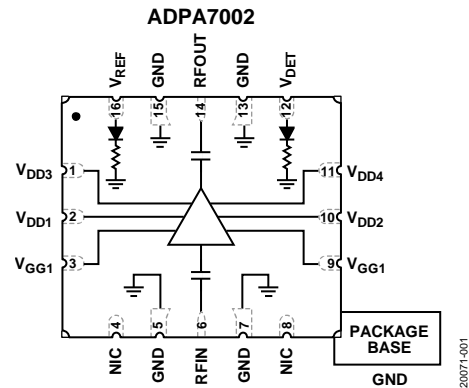 ADPA7002
VREF
GND
RFOUT
GND
VDET
16
15
14
13
12
VDD3
1
11
VDD4
VDD1
2
10
VDD2
VGG1
3
9
VGG1
4
5
6
7
8
NIC
GND
RFIN
GND
NIC
PACKAGE
BASE
GND
20071-001